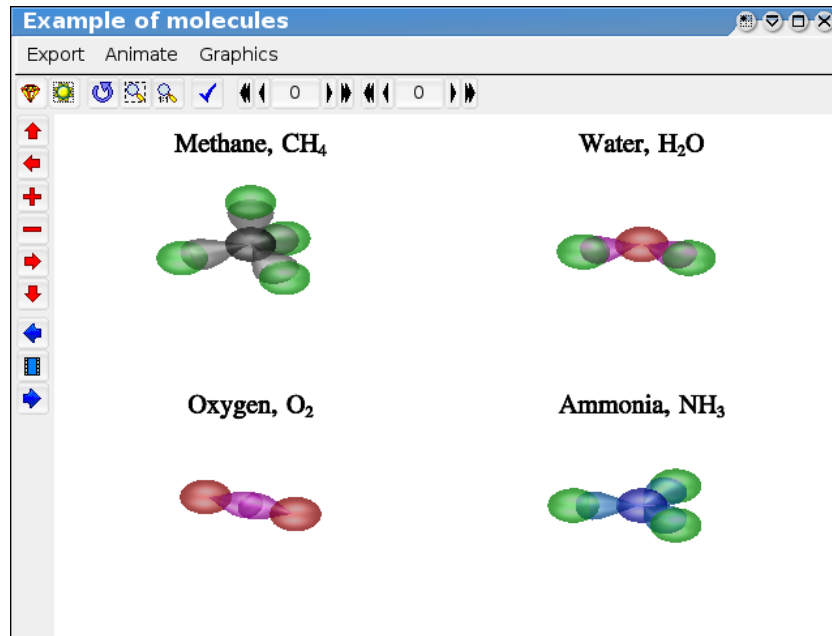 Example of molecules
Export Animate Graphics
0 0
Methane, CH₄ Water, H₂O
Oxygen, O₂ Ammonia, NH₃